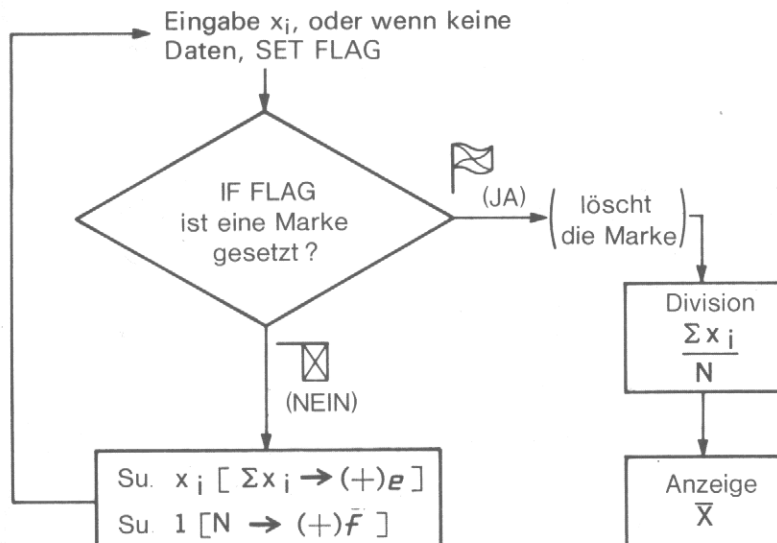 Eingabe xᵢ, oder wenn keine
Daten, SET FLAG
IF FLAG
ist eine Marke
gesetzt ?
(JA)
(löscht
die Marke)
Division
Σ xᵢ
N
(NEIN)
Su. xᵢ [ Σxᵢ → (+)e ]
Su. 1 [N → (+)f̄ ]
Anzeige
X̄